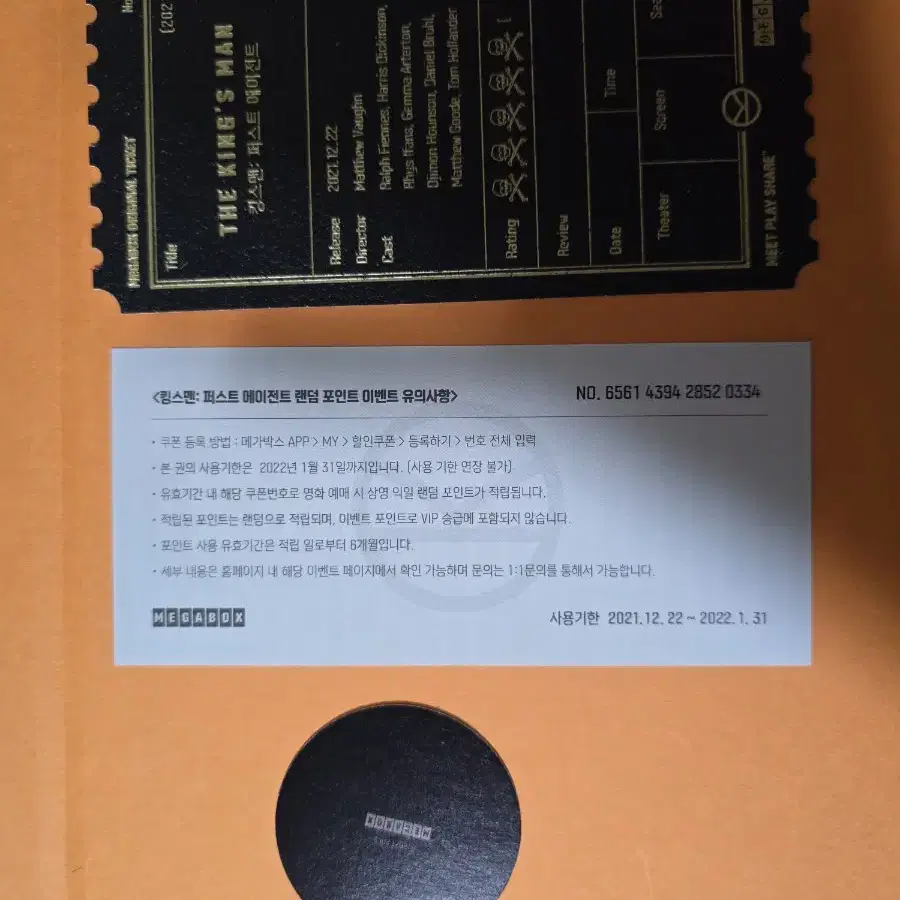 MEGABOX ORIGINAL TICKET
No
Title
(202
THE KING'S MAN
킹스맨: 퍼스트 에이전트
Release 2021.12.22
Director Matthew Vaughn
Cast Ralph Fiennes, Harris Dickinson,
Rhys Ifans, Gemma Arterton,
Djimon Hounsou, Daniel Bruhl,
Matthew Goode, Tom Hollander
Rating
Review
Date Time
Theater Screen Sea
MEET PLAY SHARE
MEG
<킹스맨: 퍼스트 에이전트 랜덤 포인트 이벤트 유의사항> NO. 6561 4394 2852 0334
• 쿠폰 등록 방법 : 메가박스 APP > MY > 할인쿠폰 > 등록하기 > 번호 전체 입력
• 본 권의 사용기한은 2022년 1월 31일까지입니다. (사용 기한 연장 불가)
• 유효기간 내 해당 쿠폰번호로 영화 예매 시 상영 익일 랜덤 포인트가 적립됩니다.
• 적립된 포인트는 랜덤으로 적립되며, 이벤트 포인트로 VIP 승급에 포함되지 않습니다.
• 포인트 사용 유효기간은 적립 일로부터 6개월입니다.
• 세부 내용은 홈페이지 내 해당 이벤트 페이지에서 확인 가능하며 문의는 1:1문의를 통해서 가능합니다.
MEGABOX 사용기한 2021.12. 22 ~ 2022. 1. 31
MEGABOX